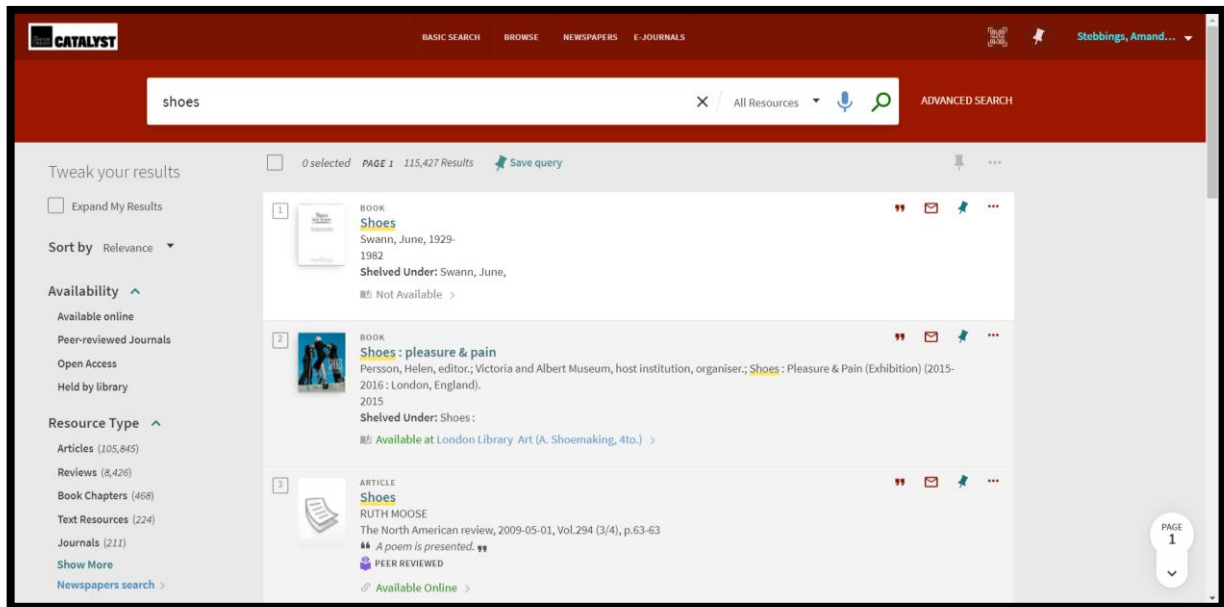 CATALYST
BASIC SEARCH BROWSE NEWSPAPERS E-JOURNALS
Stebbings, Amand...
shoes
All Resources
ADVANCED SEARCH
Tweak your results
Expand My Results
Sort by Relevance
Availability
Available online
Peer-reviewed Journals
Open Access
Held by library
Resource Type
Articles (105,845)
Reviews (8,426)
Book Chapters (468)
Text Resources (224)
Journals (211)
Show More
Newspapers search
0 selected PAGE 1 115,427 Results Save query
1
BOOK
Shoes
Swann, June, 1929-
1982
Shelved Under: Swann, June,
Not Available
2
BOOK
Shoes : pleasure & pain
Persson, Helen, editor.; Victoria and Albert Museum, host institution, organiser.; Shoes : Pleasure & Pain (Exhibition) (2015-
2016 : London, England).
2015
Shelved Under: Shoes :
Available at London Library Art (A. Shoemaking, 4to.)
3
ARTICLE
Shoes
RUTH MOOSE
The North American review, 2009-05-01, Vol.294 (3/4), p.63-63
❝ A poem is presented. ❞
PEER REVIEWED
Available Online
PAGE
1